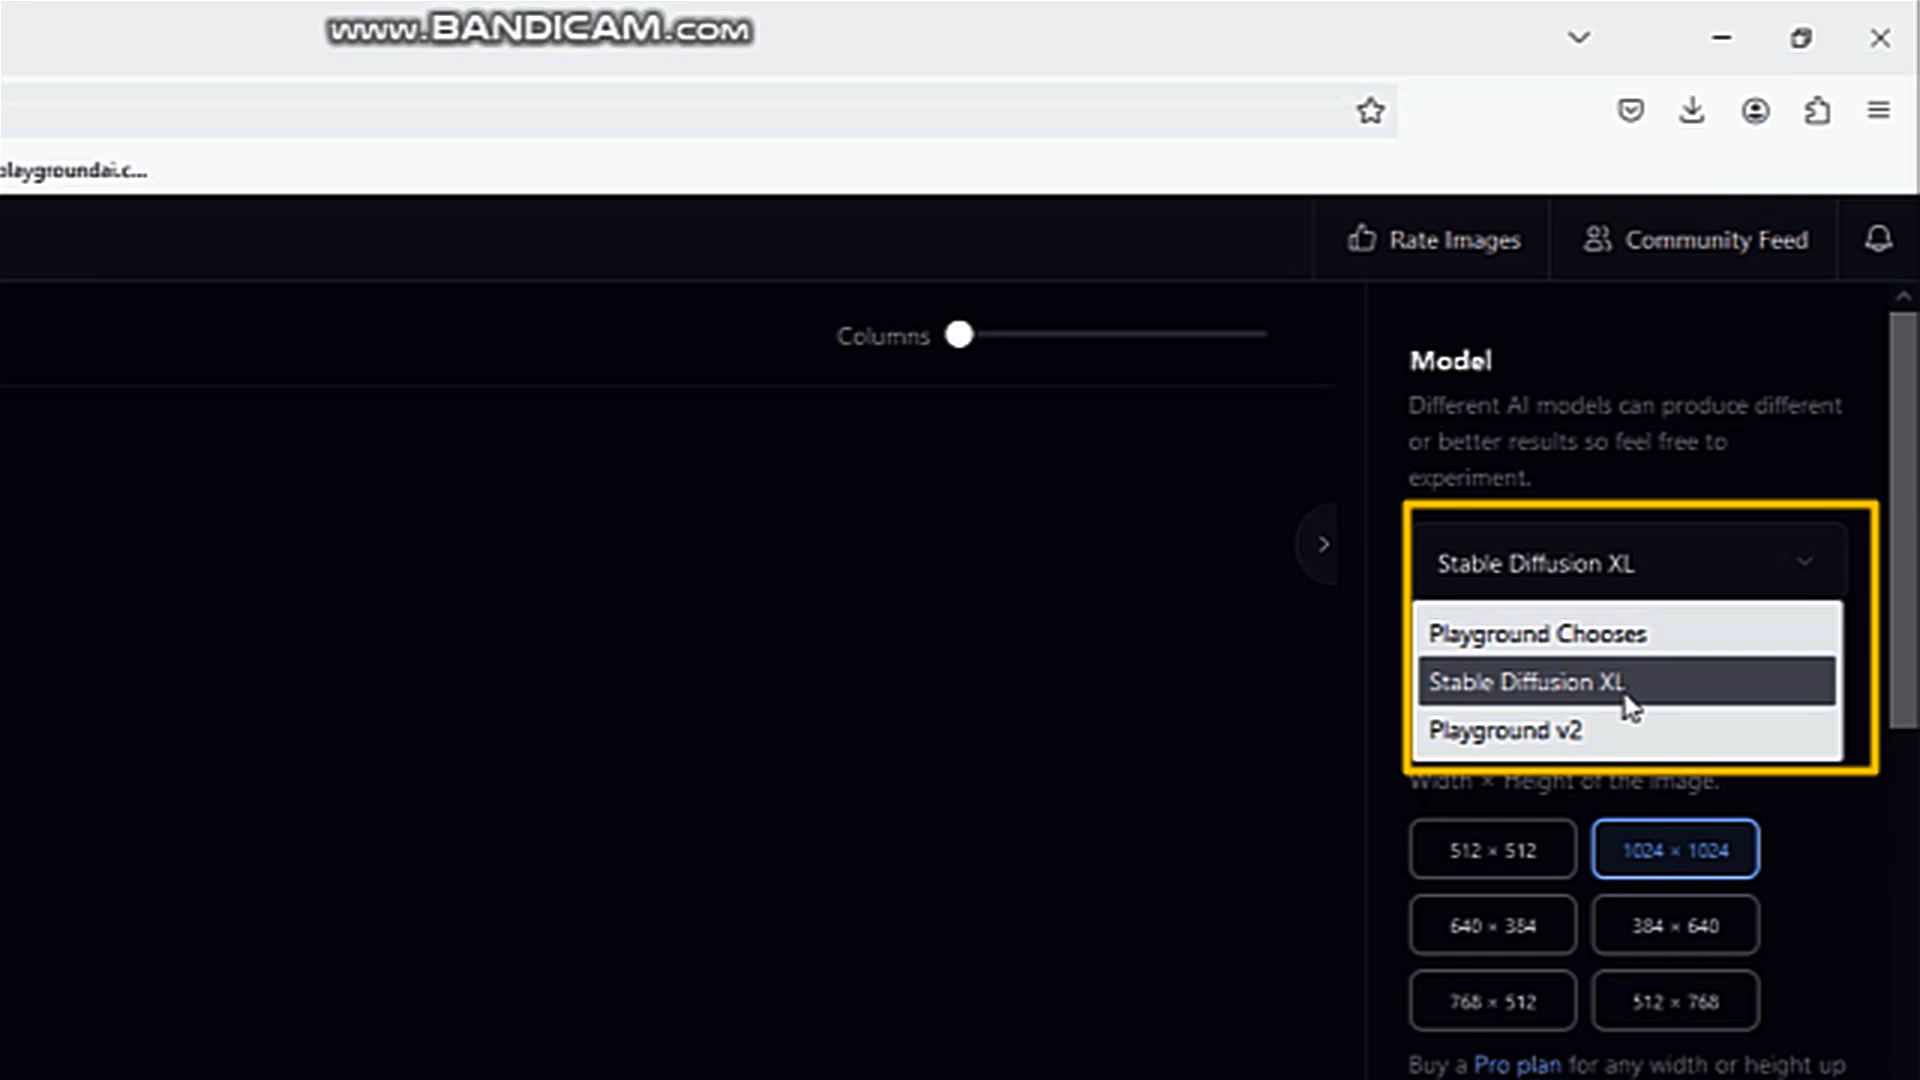 www.BANDICAM.com
playgroundai.c...
Rate Images
Community Feed
Columns
Model
Different AI models can produce different
or better results so feel free to
experiment.
Stable Diffusion XL
Playground Chooses
Stable Diffusion XL
Playground v2
Width × Height of the image.
512 × 512
1024 × 1024
640 × 384
384 × 640
768 × 512
512 × 768
Buy a Pro plan for any width or height up